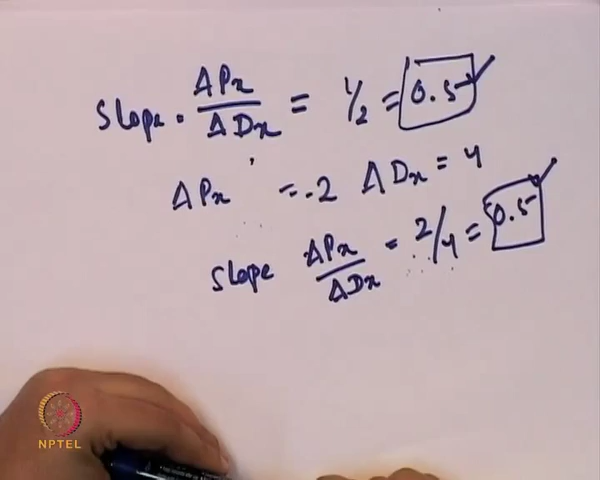 Slope = ΔPx/ΔDx = 1/2 = 0.5 ✓
ΔPx = -2 ΔDx = 4
Slope ΔPx/ΔDx = 2/4 = 0.5 ✓
NPTEL